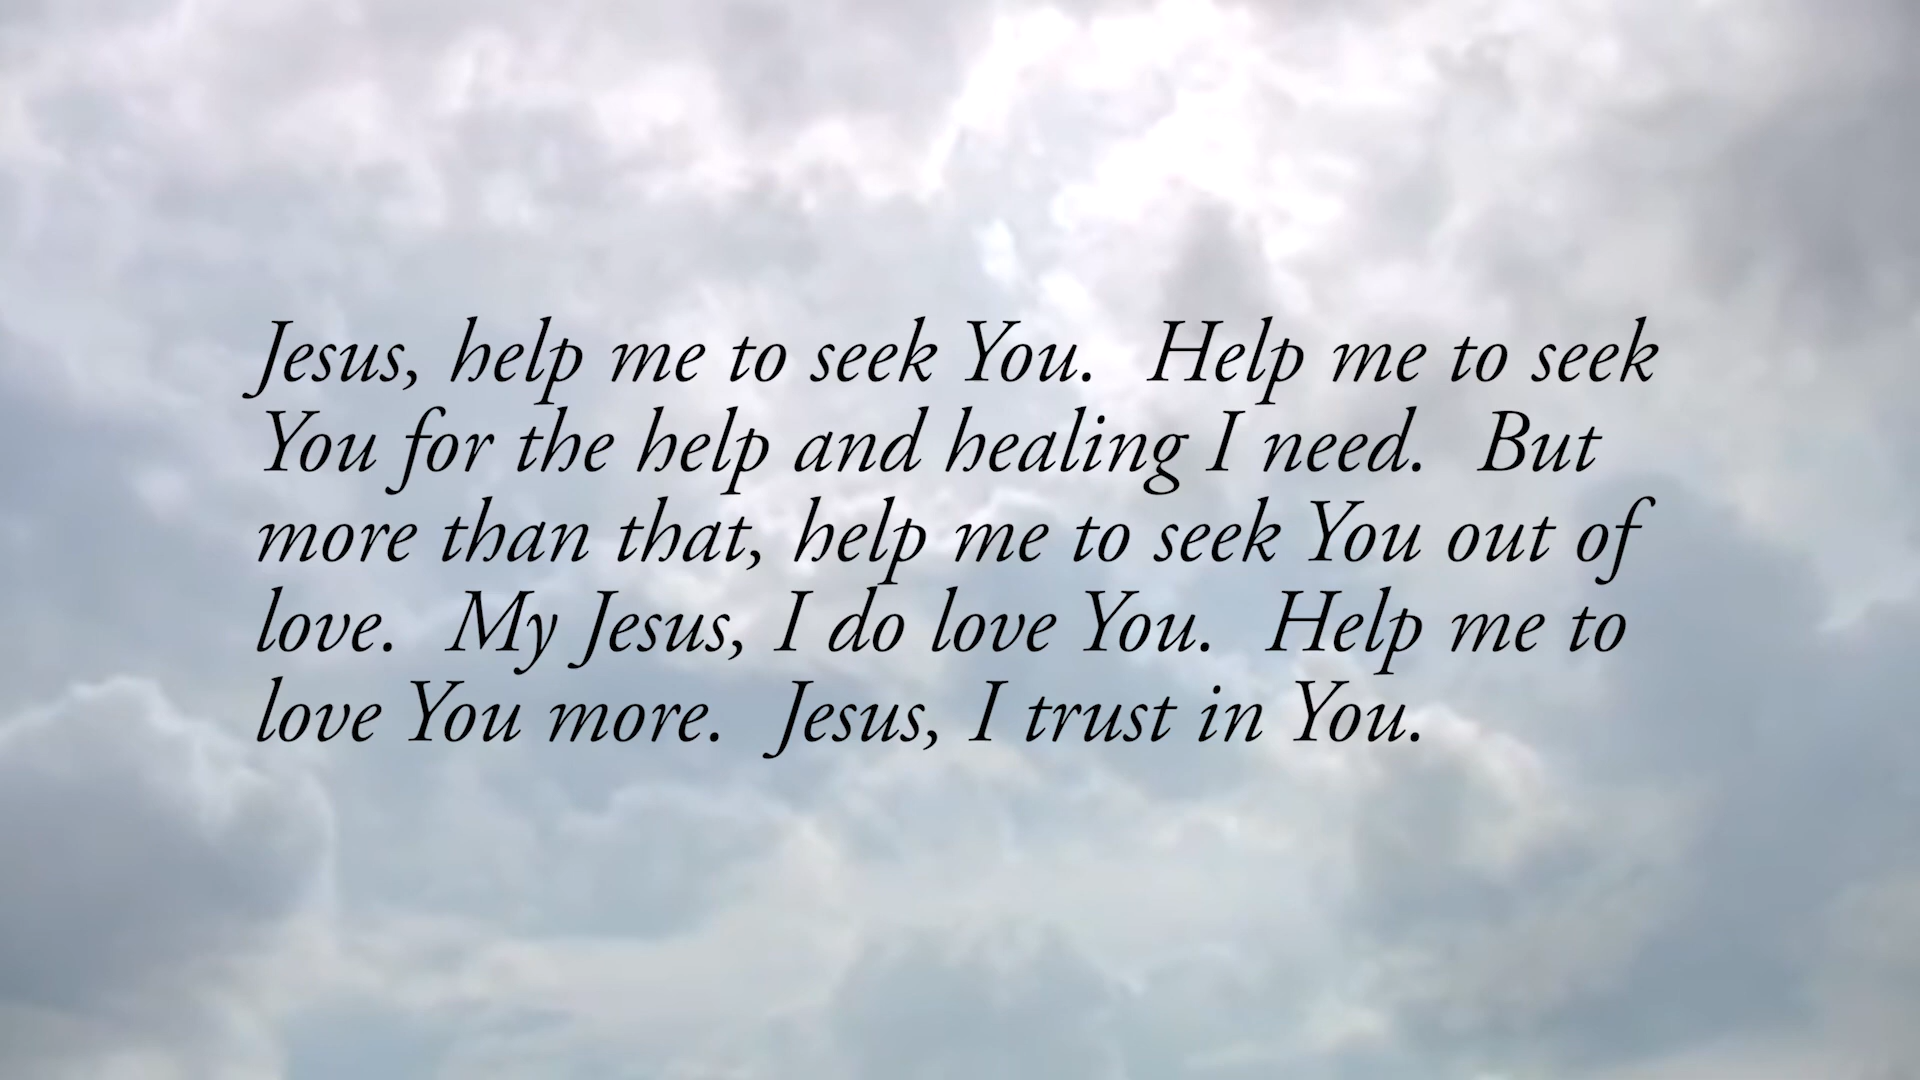 Jesus, help me to seek You.  Help me to seek
You for the help and healing I need.  But
more than that, help me to seek You out of
love.  My Jesus, I do love You.  Help me to
love You more.  Jesus, I trust in You.